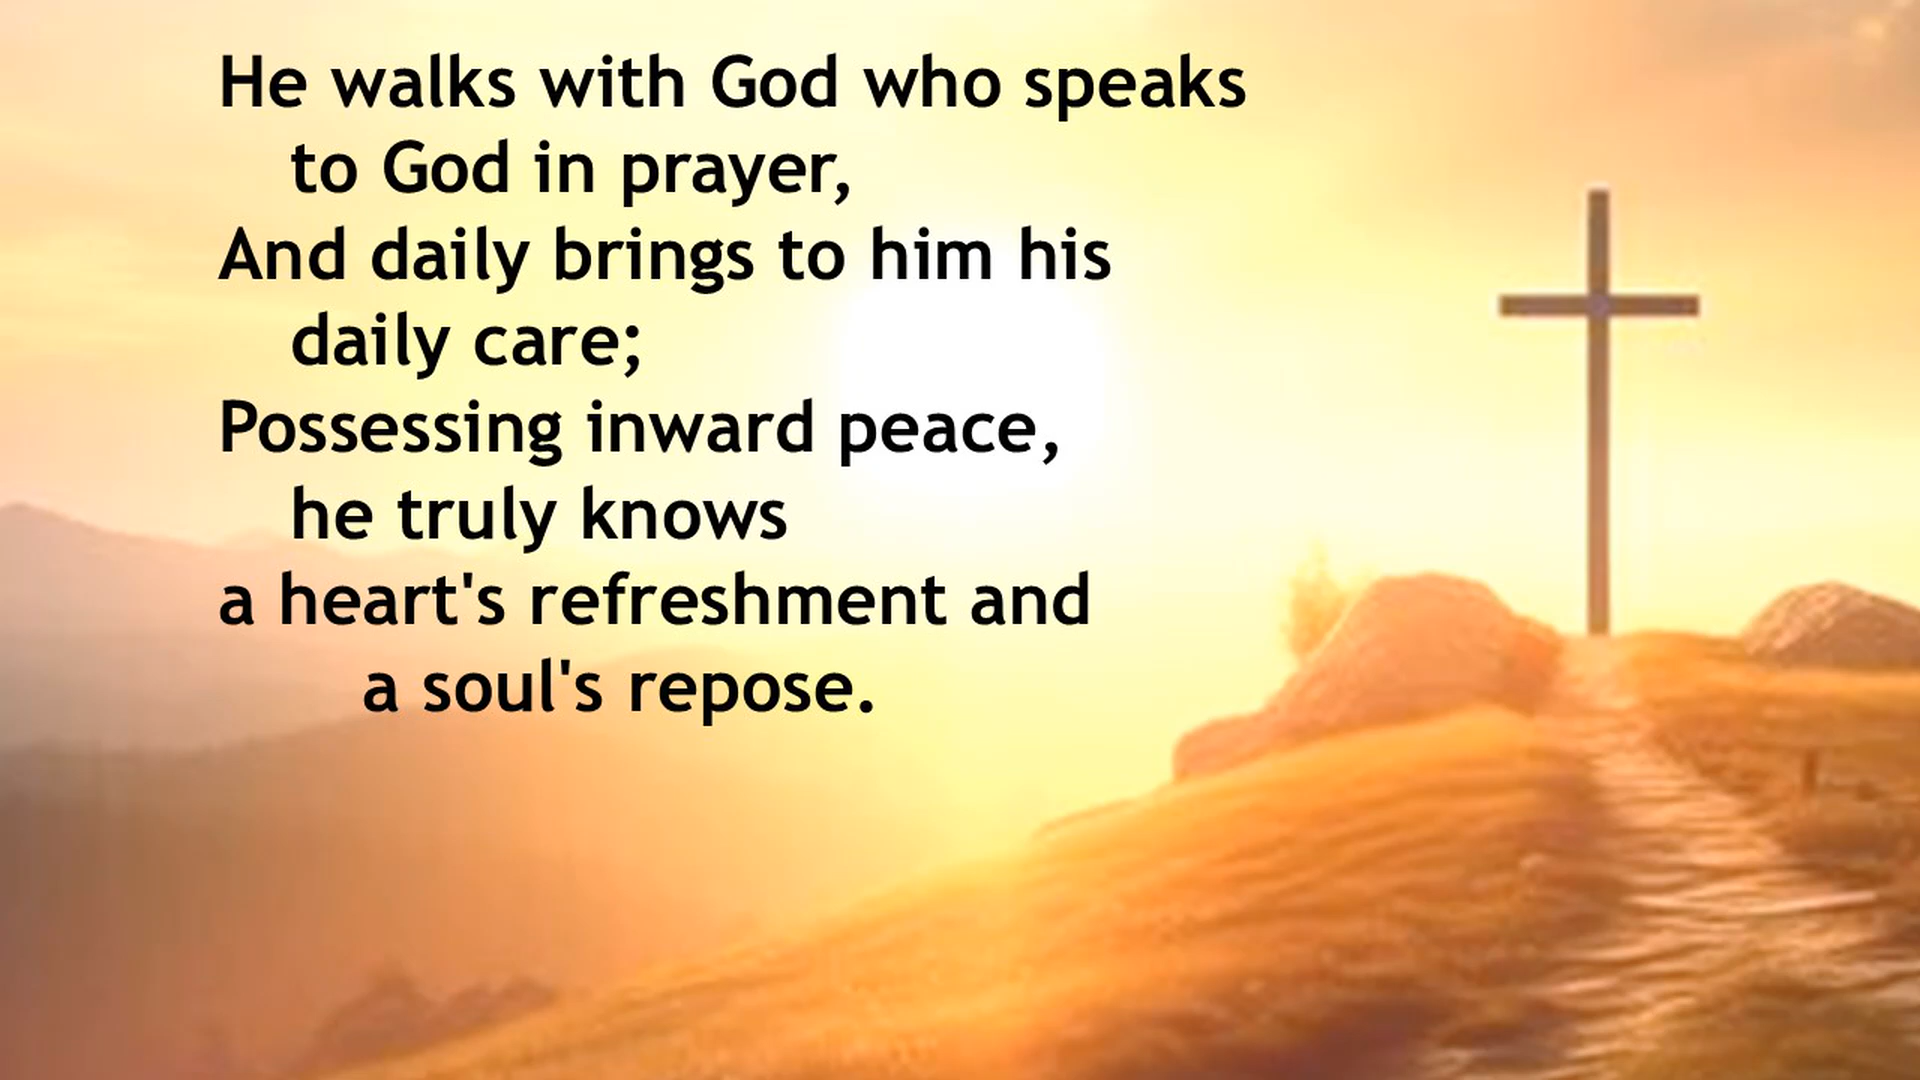 He walks with God who speaks
to God in prayer,
And daily brings to him his
daily care;
Possessing inward peace,
he truly knows
a heart's refreshment and
a soul's repose.